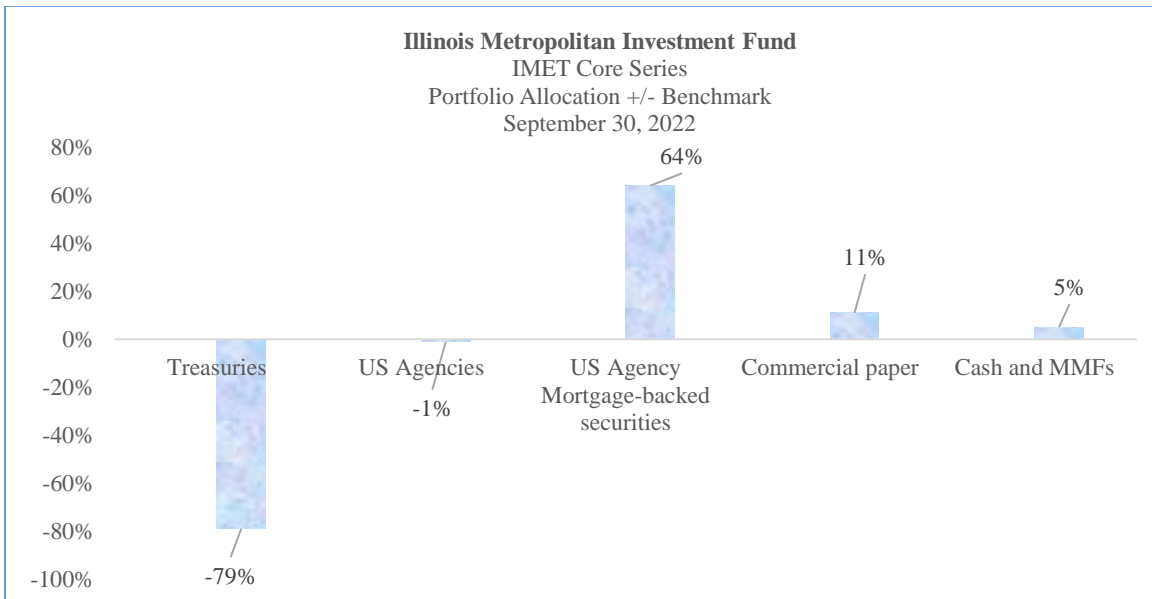 Illinois Metropolitan Investment Fund
IMET Core Series
Portfolio Allocation +/- Benchmark
September 30, 2022
80%
64%
60%
40%
11%
20%
5%
0%
Treasuries
US Agencies
US Agency
Mortgage-backed
securities
Commercial paper
Cash and MMFs
-20%
-1%
-40%
-60%
-80%
-79%
-100%